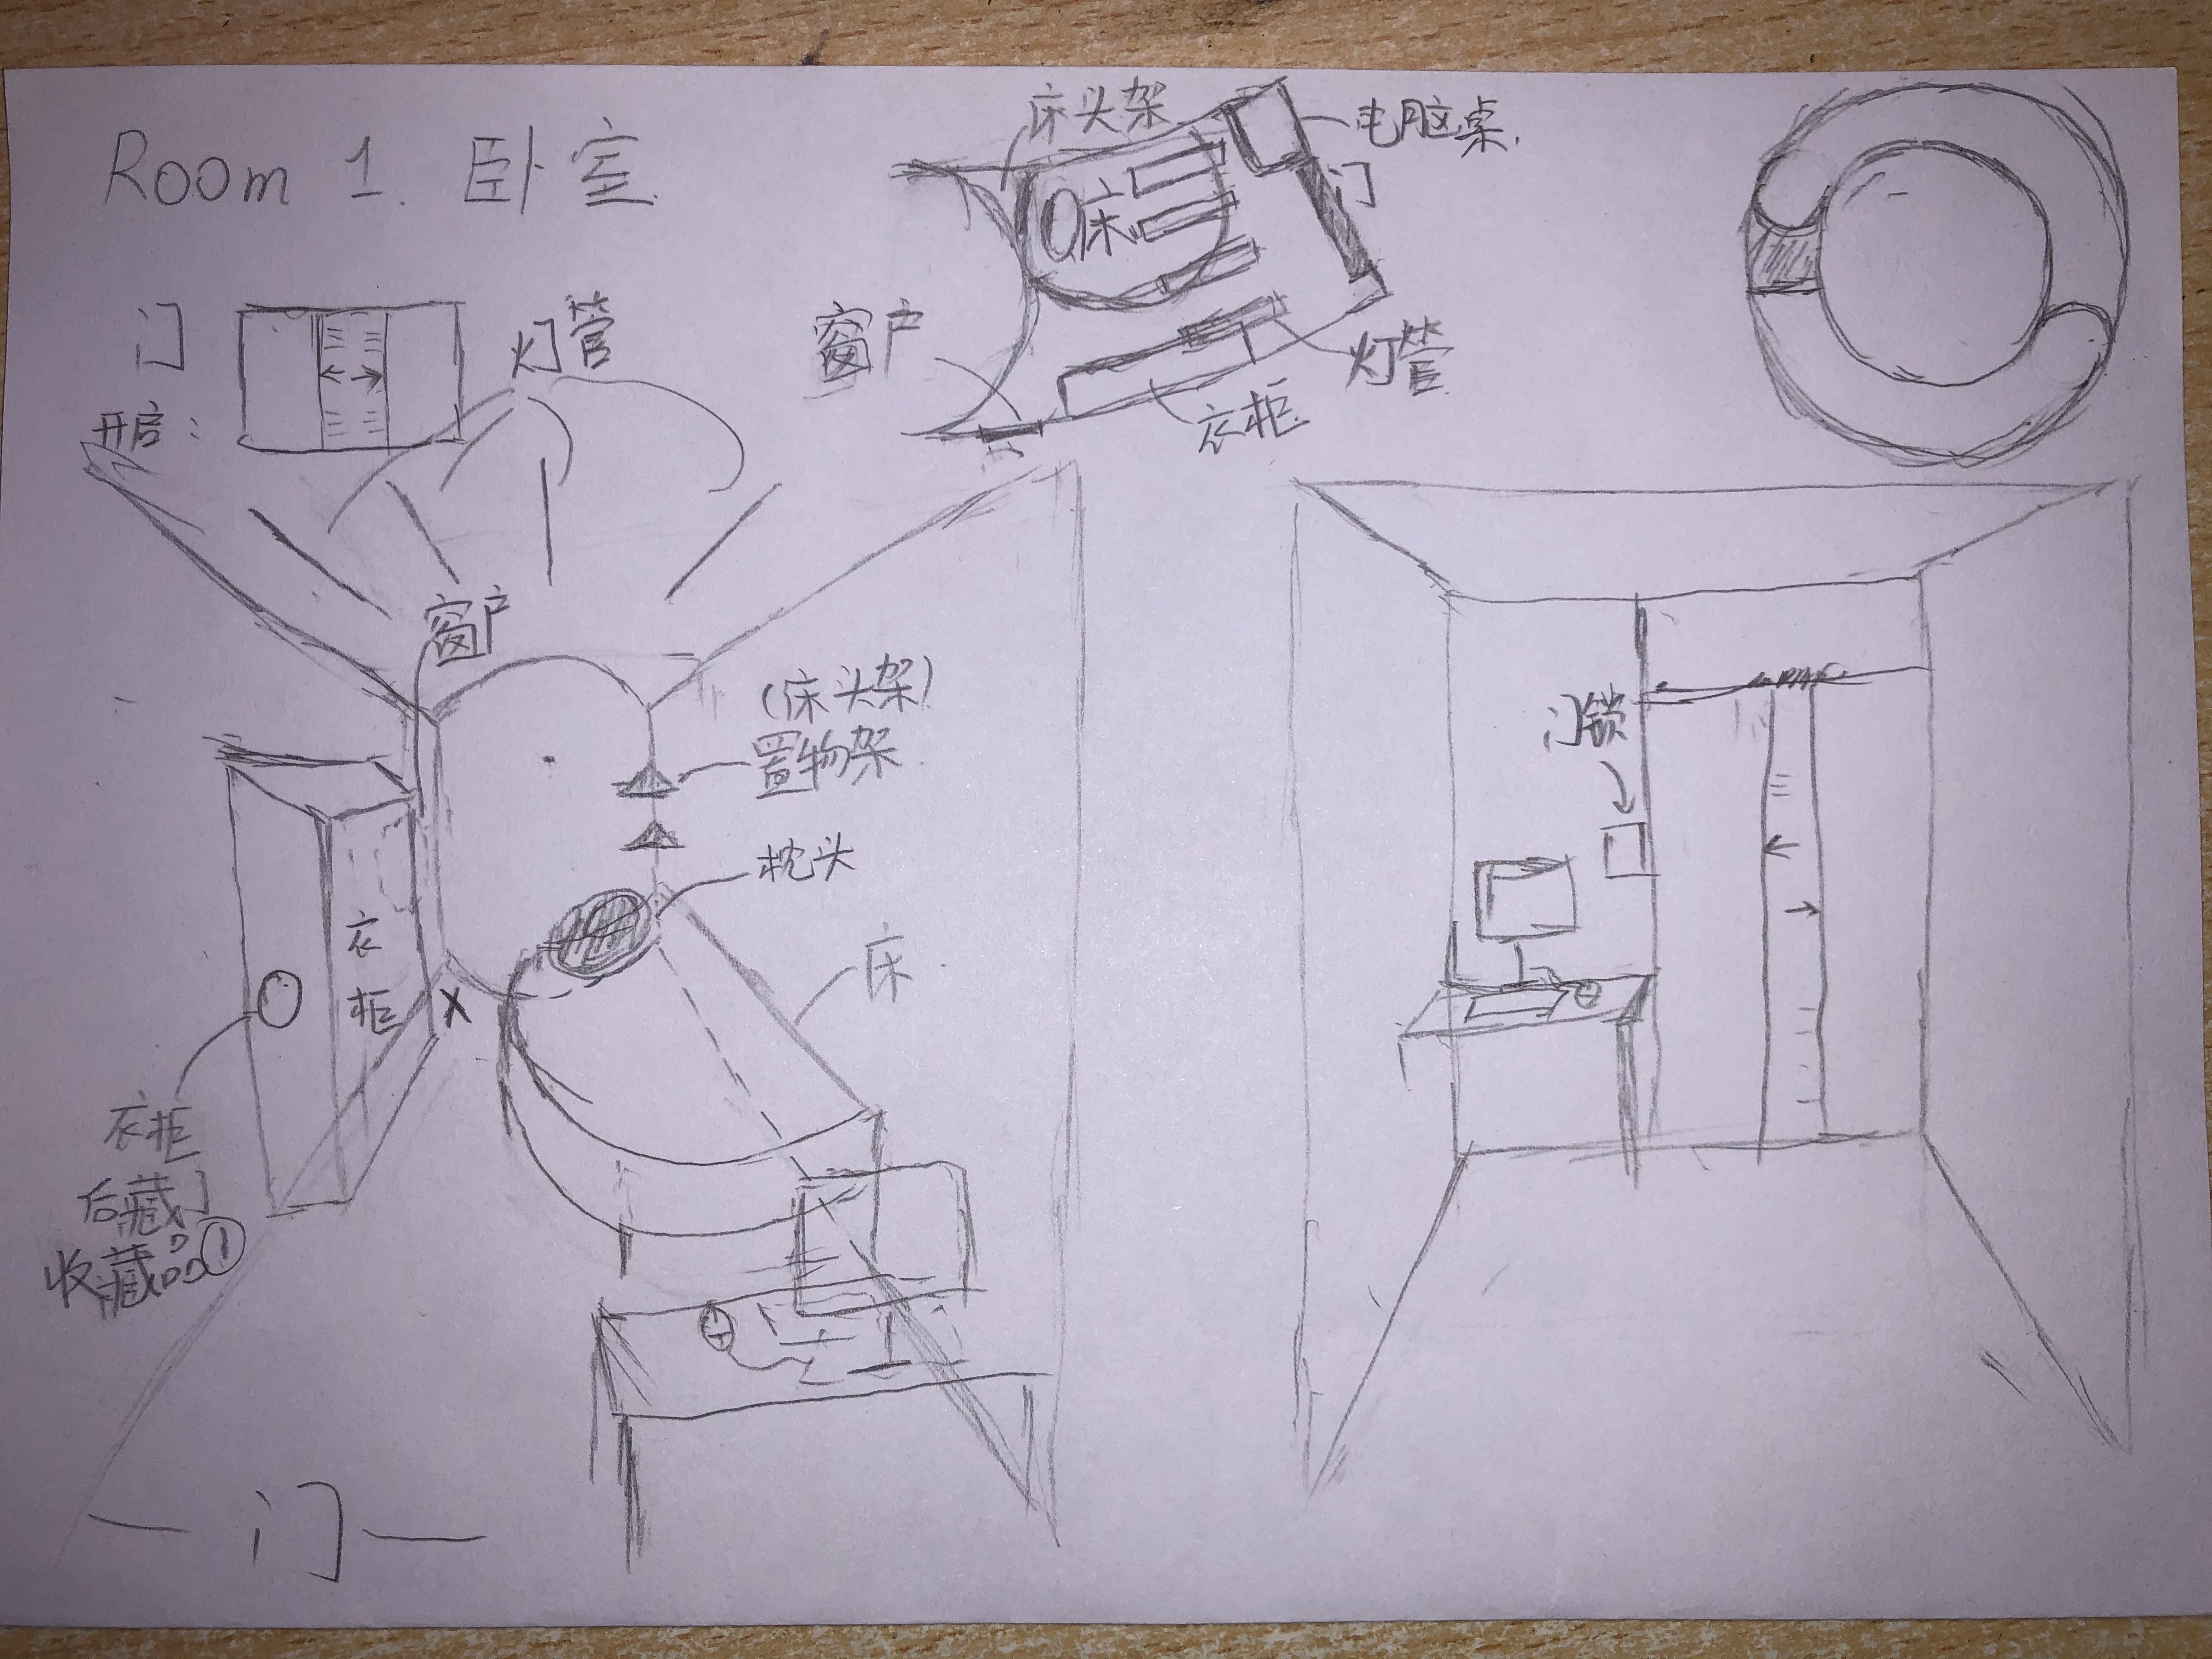 Room 1. 卧室
床头架
电脑桌.
门
床
窗户
灯管
衣柜
门
开启:
灯管
窗户
(床头架)
置物架
枕头
床
衣
柜
X
衣柜
后藏
收藏品①
门锁
一门一